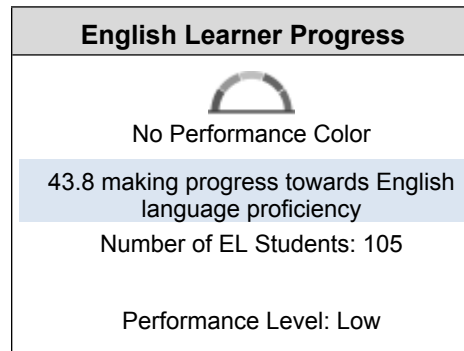 English Learner Progress
No Performance Color
43.8 making progress towards English
language proficiency
Number of EL Students: 105
Performance Level: Low